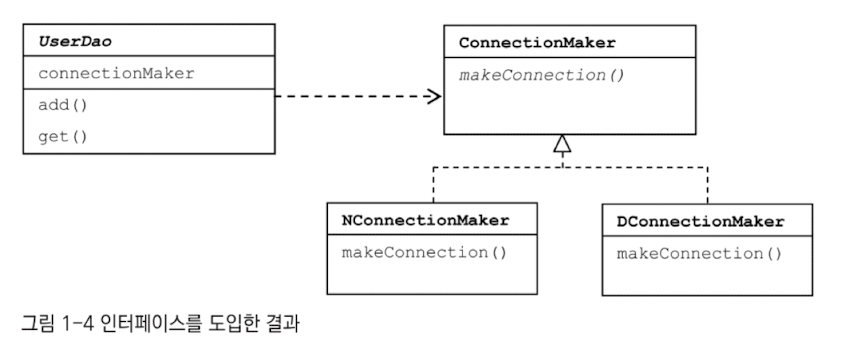 UserDao
connectionMaker
add()
get()
ConnectionMaker
makeConnection()
NConnectionMaker
makeConnection()
DConnectionMaker
makeConnection()
그림 1-4 인터페이스를 도입한 결과